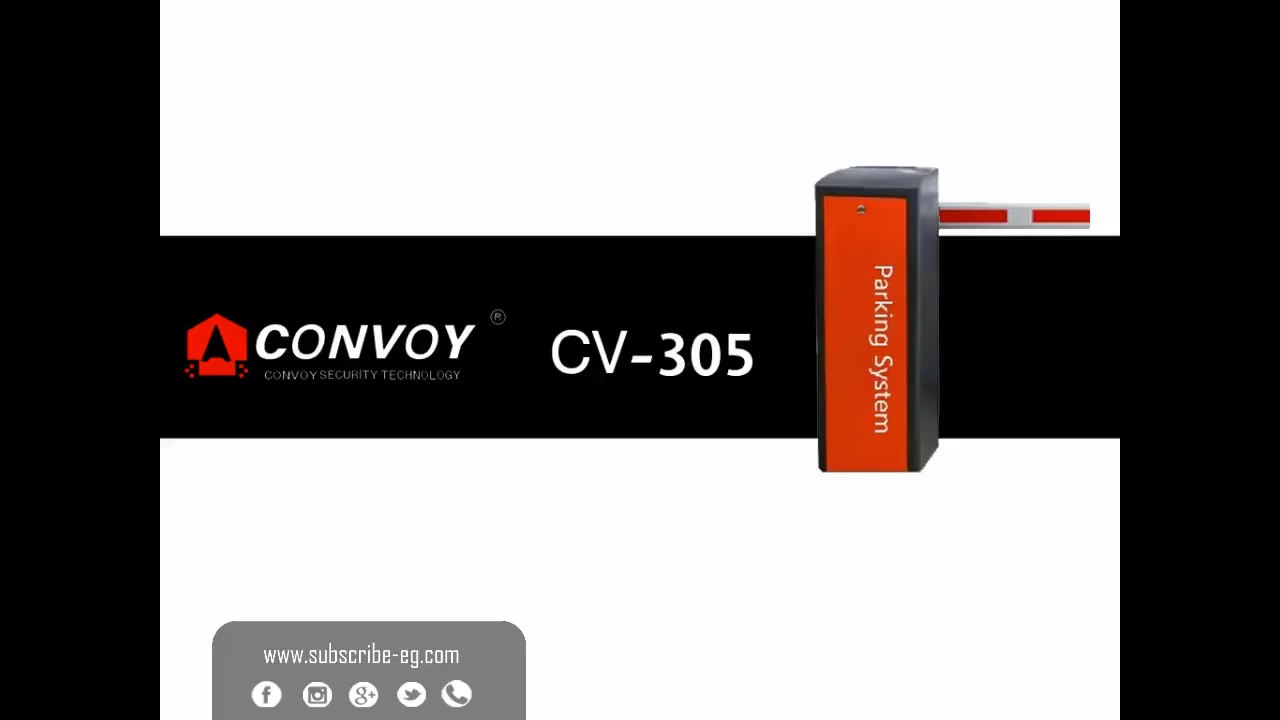 CONVOY ®
CONVOY SECURITY TECHNOLOGY
CV-305
Parking System
www.subscribe-eg.com